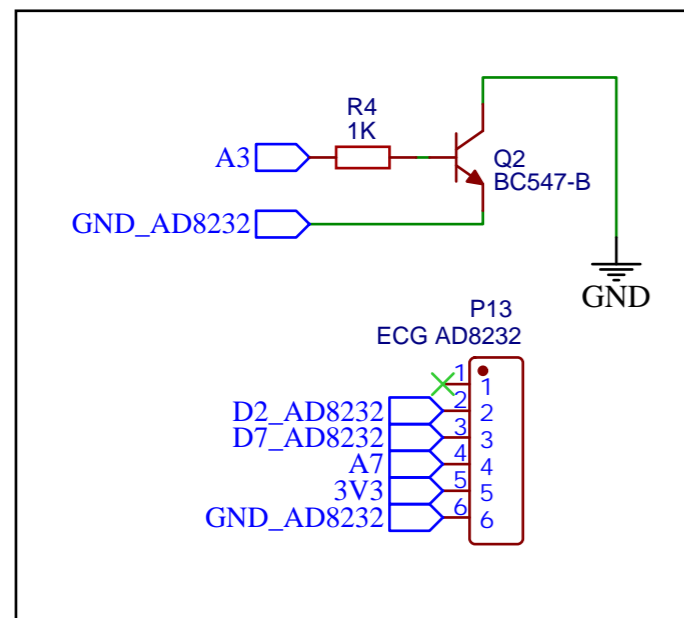 R4
1K
A3
Q2
BC547-B
GND_AD8232
GND
P13
ECG AD8232
1
1
D2_AD8232
2
2
D7_AD8232
3
3
A7
4
4
3V3
5
5
GND_AD8232
6
6